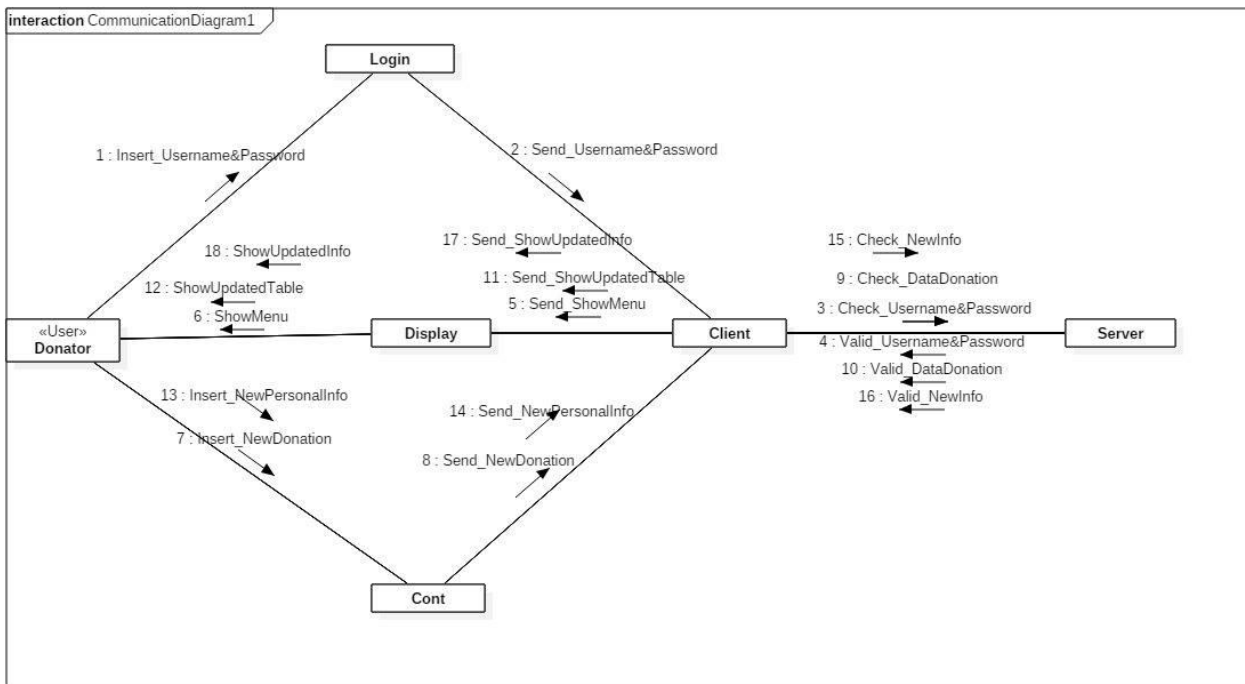 interaction CommunicationDiagram1
Login
1 : Insert_Username&Password
2 : Send_Username&Password
18 : ShowUpdatedInfo
17 : Send_ShowUpdatedInfo
15 : Check_NewInfo
12 : ShowUpdatedTable
11 : Send_ShowUpdatedTable
9 : Check_DataDonation
6 : ShowMenu
5 : Send_ShowMenu
3 : Check_Username&Password
«User»
Donator
Display
Client
Server
4 : Valid_Username&Password
10 : Valid_DataDonation
16 : Valid_NewInfo
13 : Insert_NewPersonalInfo
14 : Send_NewPersonalInfo
7 : Insert_NewDonation
8 : Send_NewDonation
Cont